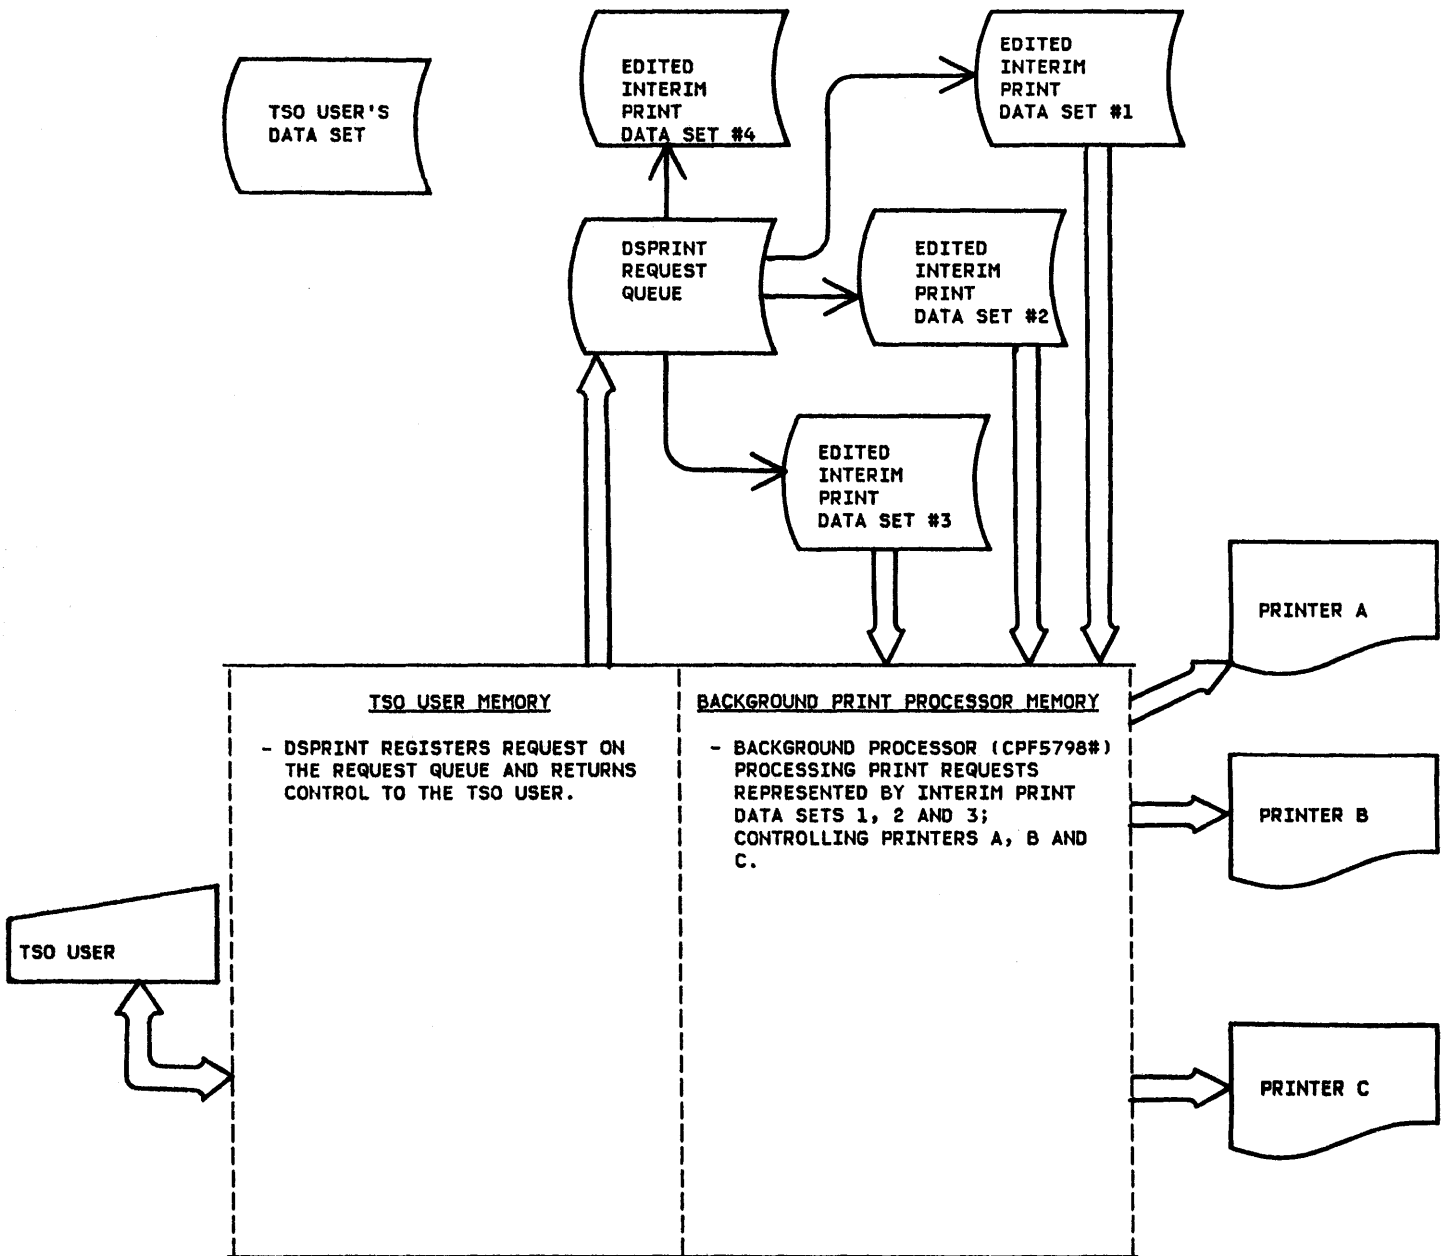 TSO USER'S
DATA SET
EDITED
INTERIM
PRINT
DATA SET #4
EDITED
INTERIM
PRINT
DATA SET #1
DSPRINT
REQUEST
QUEUE
EDITED
INTERIM
PRINT
DATA SET #2
EDITED
INTERIM
PRINT
DATA SET #3
PRINTER A
TSO USER MEMORY
- DSPRINT REGISTERS REQUEST ON
THE REQUEST QUEUE AND RETURNS
CONTROL TO THE TSO USER.
BACKGROUND PRINT PROCESSOR MEMORY
- BACKGROUND PROCESSOR (CPF5798#)
PROCESSING PRINT REQUESTS
REPRESENTED BY INTERIM PRINT
DATA SETS 1, 2 AND 3;
CONTROLLING PRINTERS A, B AND
C.
PRINTER B
TSO USER
PRINTER C